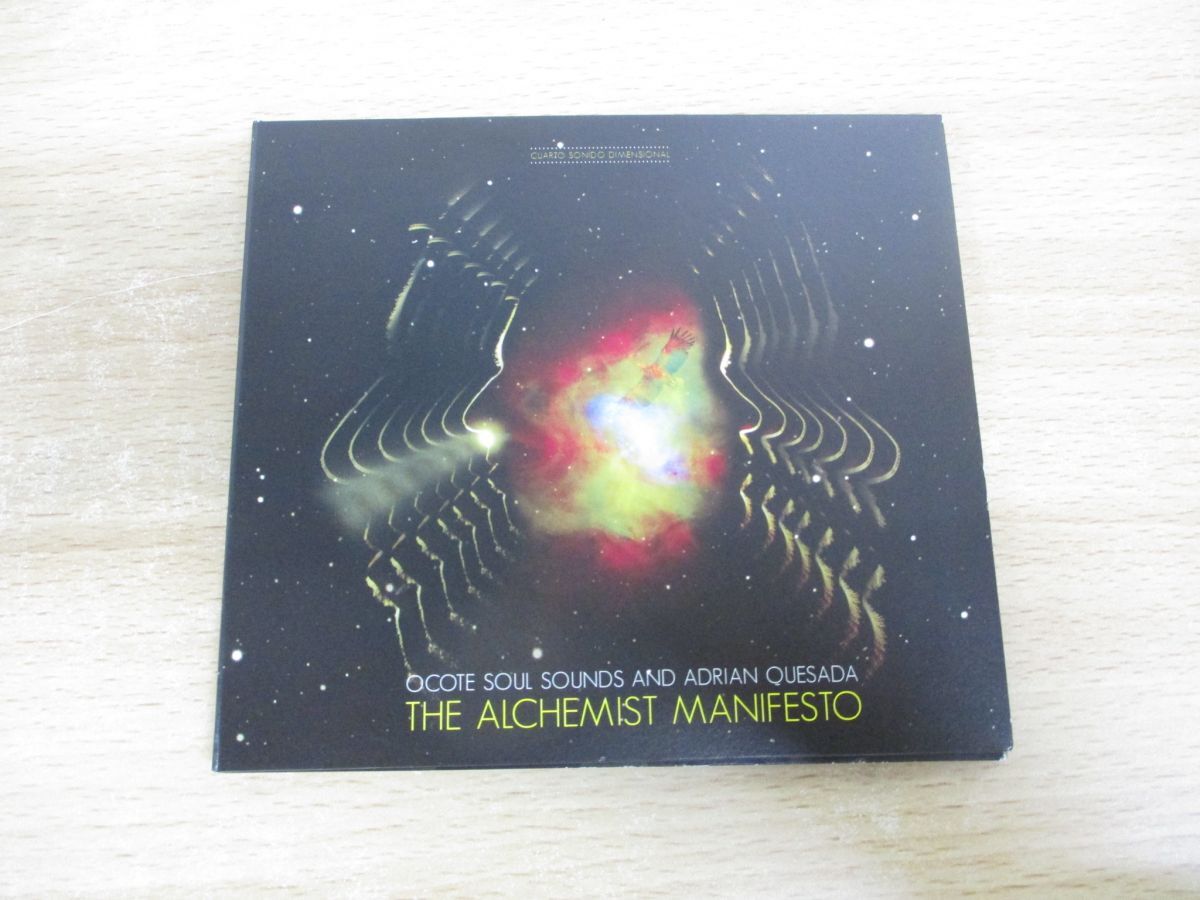 CUARTO SONIDO DIMENSIONAL
OCOTE SOUL SOUNDS AND ADRIAN QUESADA
THE ALCHEMIST MANIFESTO